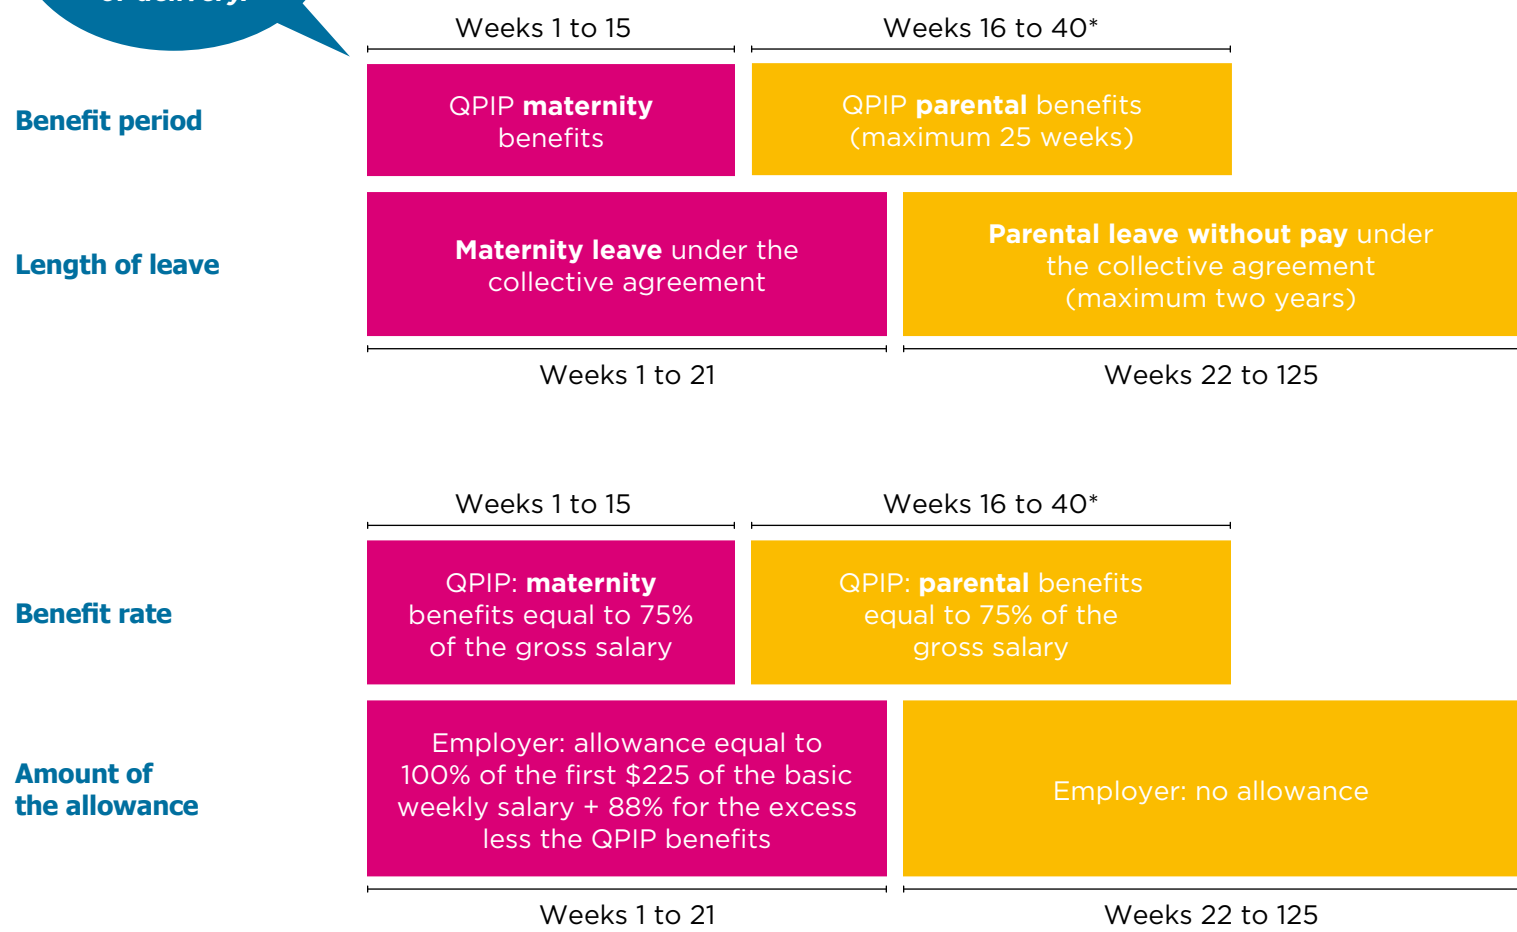 or delivery.
Weeks 1 to 15
Weeks 16 to 40*
Benefit period
QPIP maternity
benefits
QPIP parental benefits
(maximum 25 weeks)
Length of leave
Maternity leave under the
collective agreement
Parental leave without pay under
the collective agreement
(maximum two years)
Weeks 1 to 21
Weeks 22 to 125
Weeks 1 to 15
Weeks 16 to 40*
Benefit rate
QPIP: maternity
benefits equal to 75%
of the gross salary
QPIP: parental benefits
equal to 75% of the
gross salary
Amount of
the allowance
Employer: allowance equal to
100% of the first $225 of the basic
weekly salary + 88% for the excess
less the QPIP benefits
Employer: no allowance
Weeks 1 to 21
Weeks 22 to 125